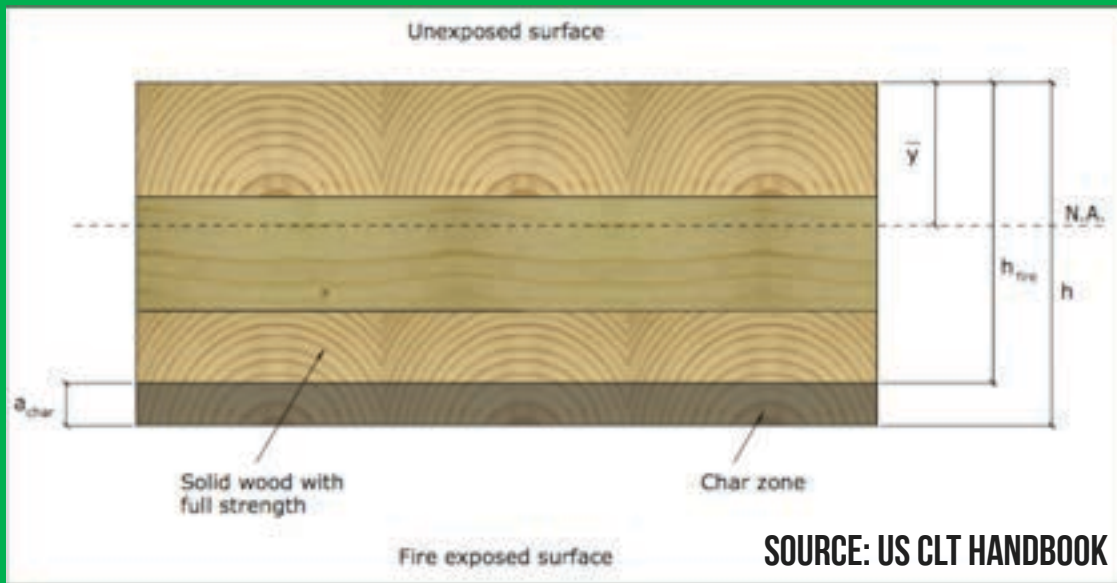 Unexposed surface
ȳ
N.A.
h_fire
h
a_char
Solid wood with
full strength
Char zone
Fire exposed surface
SOURCE: US CLT HANDBOOK